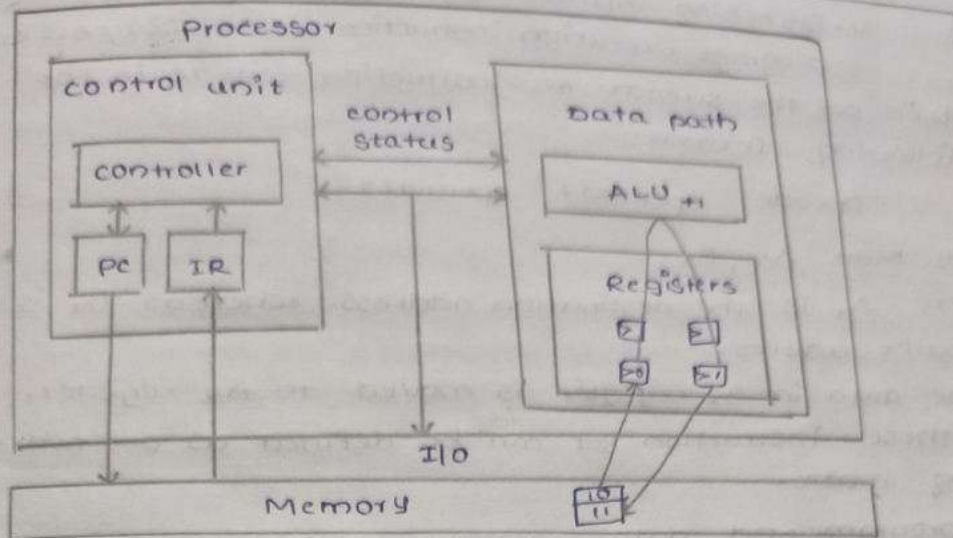 Processor
control unit
control
status
Data path
controller
ALU +1
PC
IR
Registers
I/O
Memory
10
11